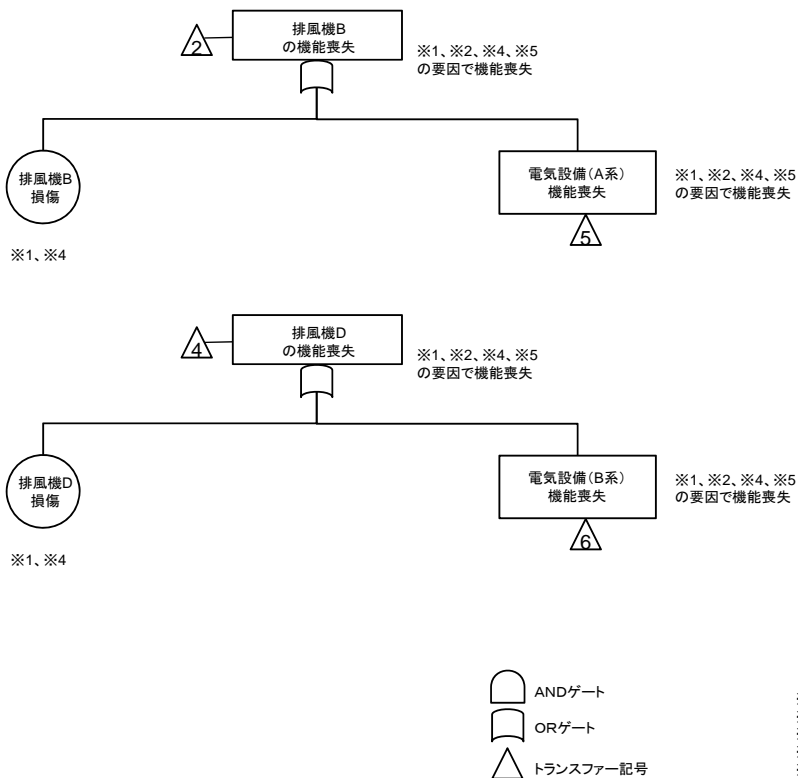 2
排風機B
の機能喪失
※1、※2、※4、※5
の要因で機能喪失
排風機B
損傷
※1、※4
電気設備(A系)
機能喪失
※1、※2、※4、※5
の要因で機能喪失
5
4
排風機D
の機能喪失
※1、※2、※4、※5
の要因で機能喪失
排風機D
損傷
※1、※4
電気設備(B系)
機能喪失
※1、※2、※4、※5
の要因で機能喪失
6
ANDゲート
ORゲート
トランスファー記号